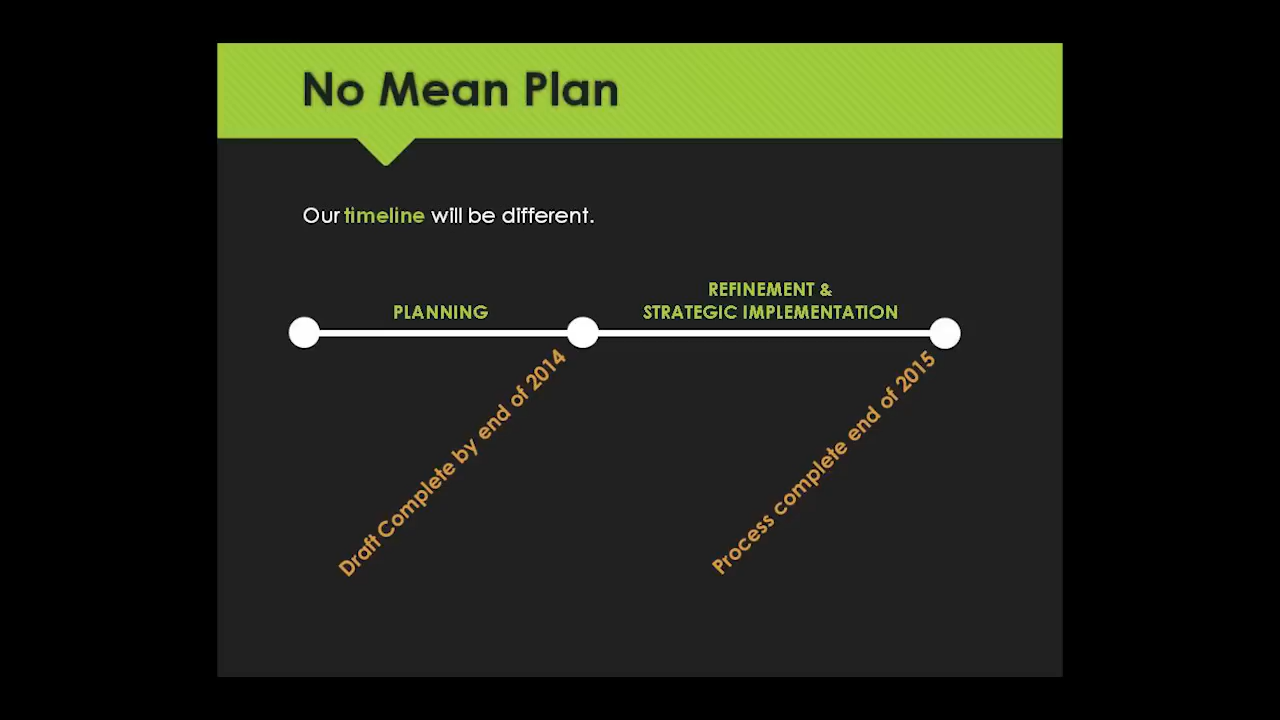 No Mean Plan
Our timeline will be different.
PLANNING
REFINEMENT &
STRATEGIC IMPLEMENTATION
Draft Complete by end of 2014
Process complete end of 2015